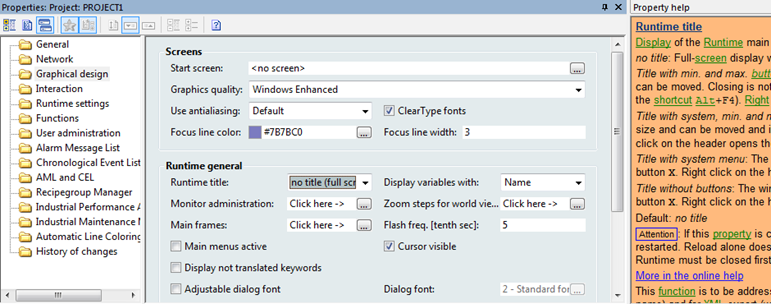 Properties: Project: PROJECT1
General
Network
Graphical design
Interaction
Runtime settings
Functions
User administration
Alarm Message List
Chronological Event List
AML and CEL
Recipegroup Manager
Industrial Performance
Industrial Maintenance
Automatic Line Coloring
History of changes
Screens
Start screen: <no screen> ...
Graphics quality: Windows Enhanced
Use antialiasing: Default ClearType fonts
Focus line color: #7B7BC0 ... Focus line width: 3
Runtime general
Runtime title: no title (full scr Display variables with: Name
Monitor administration: Click here -> ... Zoom steps for world vie... Click here -> ...
Main frames: Click here -> ... Flash freq. [tenth sec]: 5
Main menus active Cursor visible
Display not translated keywords
Adjustable dialog font Dialog font: 2 - Standard for ...
Property help
Runtime title
Display of the Runtime main
no title: Full-screen display w
Title with min. and max. butt
can be moved. Closing is not
the shortcut Alt+F4). Right
Title with system, min. and m
size and can be moved and i
click on the header opens th
Title with system menu: The
button X. Right click on the
Title without buttons: The win
button X. Right click on the h
Default: no title
Attention: If this property is c
restarted. Reload alone does
Runtime must be closed first
More in the online help
This function is to be address